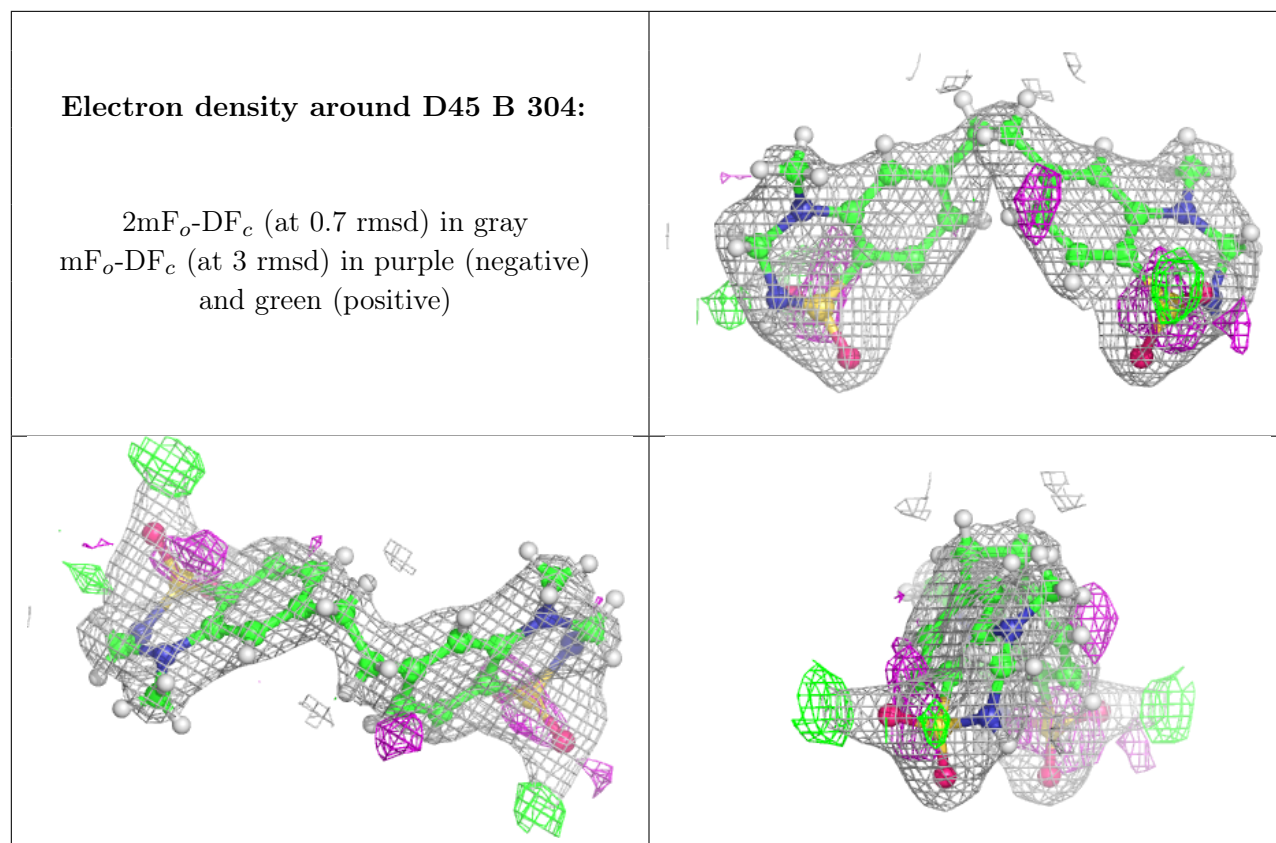 Electron density around D45 B 304:
2mFo-DFc (at 0.7 rmsd) in gray
mFo-DFc (at 3 rmsd) in purple (negative)
and green (positive)